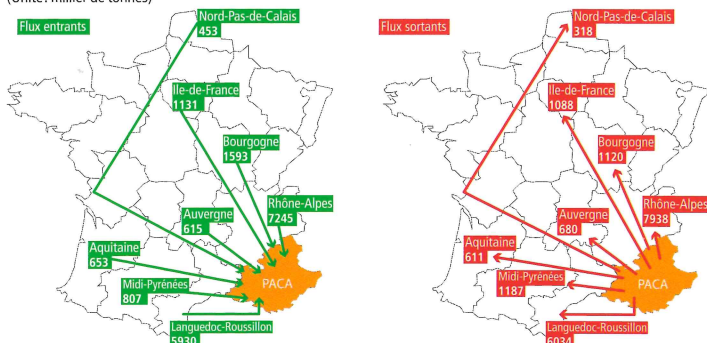 (Unité : millier de tonnes)
Flux entrants
Nord-Pas-de-Calais
453
Ile-de-France
1131
Bourgogne
1593
Rhône-Alpes
7245
Auvergne
615
Aquitaine
653
Midi-Pyrénées
807
PACA
Languedoc-Roussillon
5930
Flux sortants
Nord-Pas-de-Calais
318
Ile-de-France
1088
Bourgogne
1120
Rhône-Alpes
7938
Auvergne
680
Aquitaine
611
Midi-Pyrénées
1187
PACA
Languedoc-Roussillon
6034